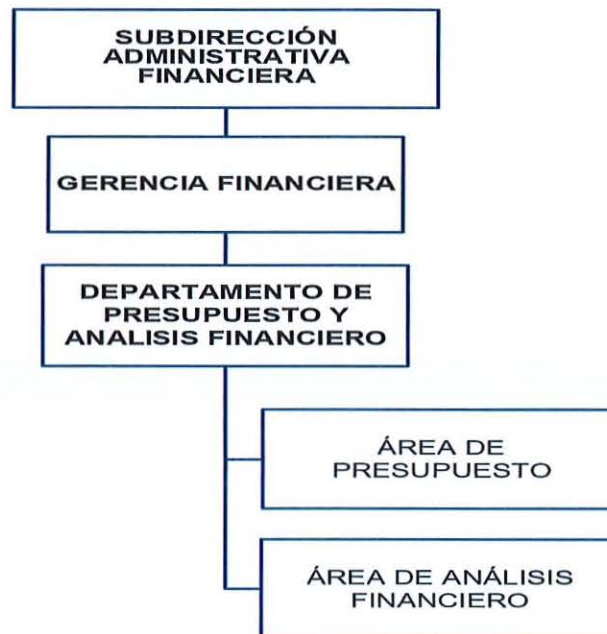 SUBDIRECCIÓN
ADMINISTRATIVA
FINANCIERA
GERENCIA FINANCIERA
DEPARTAMENTO DE
PRESUPUESTO Y
ANALISIS FINANCIERO
ÁREA DE
PRESUPUESTO
ÁREA DE ANÁLISIS
FINANCIERO